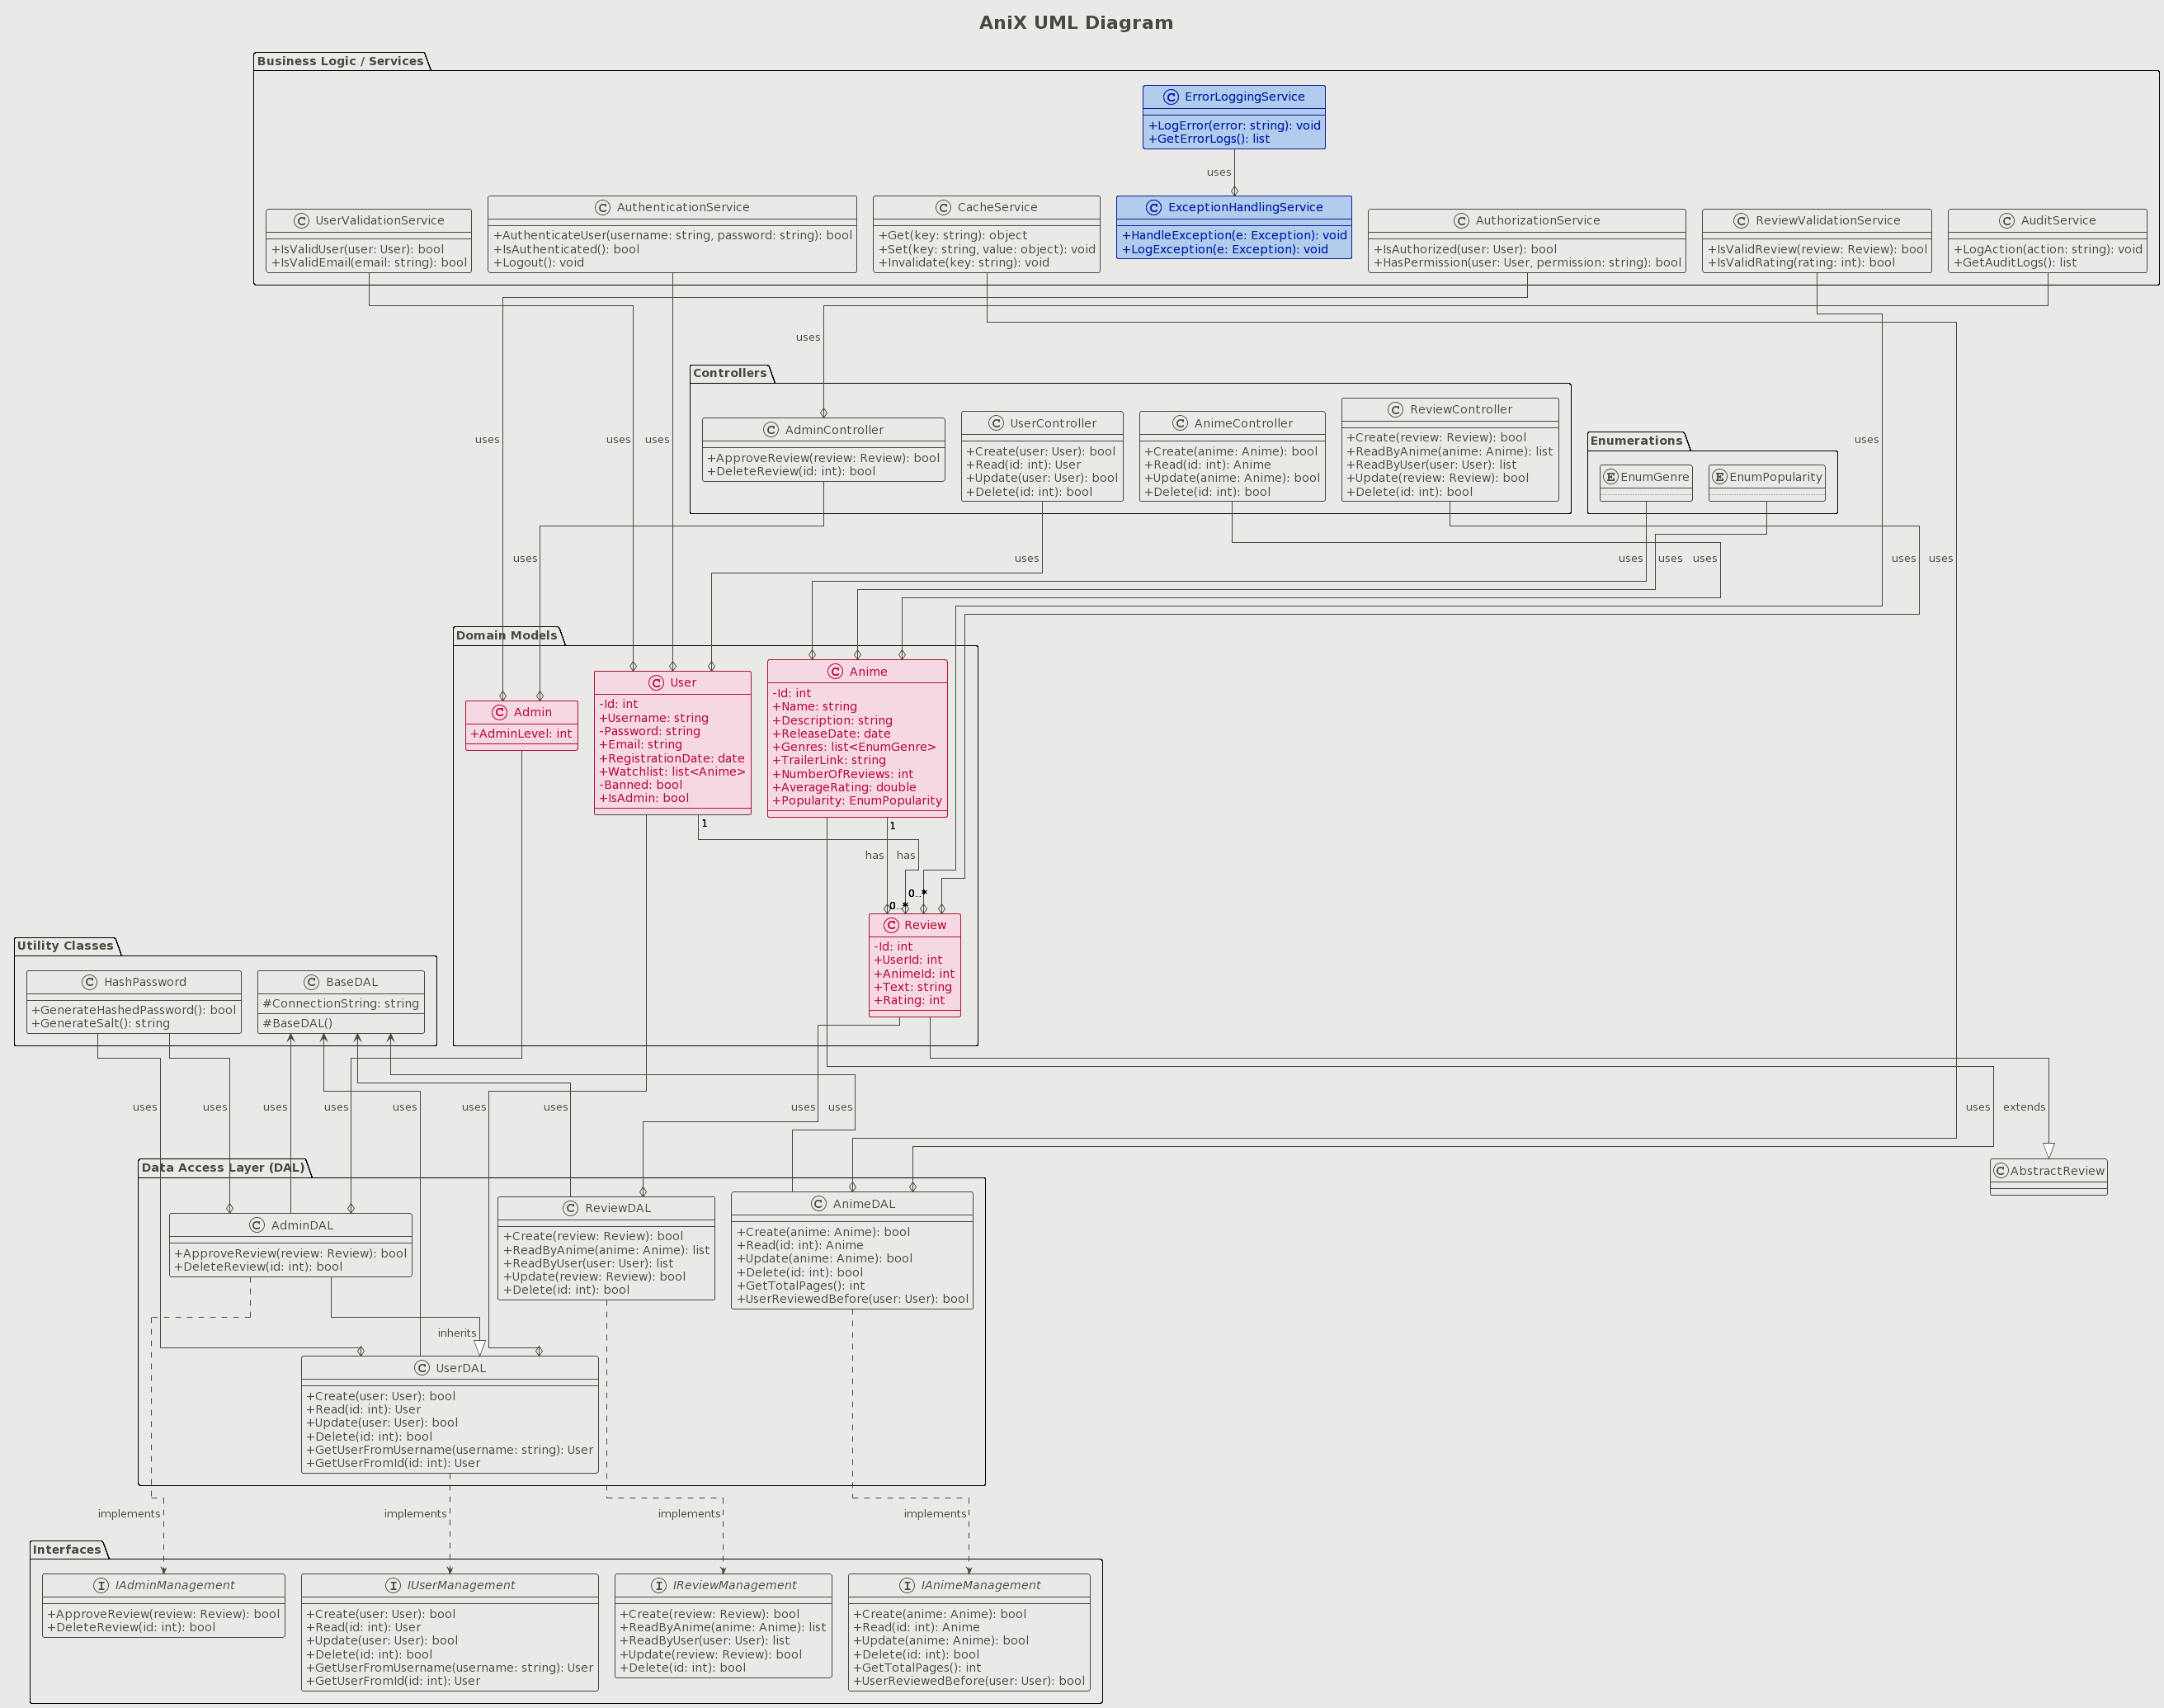 AniX UML Diagram
Business Logic / Services
C ErrorLoggingService
+LogError(error: string): void
+GetErrorLogs(): list
uses
C UserValidationService
+IsValidUser(user: User): bool
+IsValidEmail(email: string): bool
C AuthenticationService
+AuthenticateUser(username: string, password: string): bool
+IsAuthenticated(): bool
+Logout(): void
C CacheService
+Get(key: string): object
+Set(key: string, value: object): void
+Invalidate(key: string): void
C ExceptionHandlingService
+HandleException(e: Exception): void
+LogException(e: Exception): void
C AuthorizationService
+IsAuthorized(user: User): bool
+HasPermission(user: User, permission: string): bool
C ReviewValidationService
+IsValidReview(review: Review): bool
+IsValidRating(rating: int): bool
C AuditService
+LogAction(action: string): void
+GetAuditLogs(): list
uses
Controllers
C AdminController
+ApproveReview(review: Review): bool
+DeleteReview(id: int): bool
C UserController
+Create(user: User): bool
+Read(id: int): User
+Update(user: User): bool
+Delete(id: int): bool
C AnimeController
+Create(anime: Anime): bool
+Read(id: int): Anime
+Update(anime: Anime): bool
+Delete(id: int): bool
C ReviewController
+Create(review: Review): bool
+ReadByAnime(anime: Anime): list
+ReadByUser(user: User): list
+Update(review: Review): bool
+Delete(id: int): bool
Enumerations
E EnumGenre
E EnumPopularity
uses
uses
uses
uses
uses
uses
uses
uses
uses
uses
uses
Domain Models
C Admin
+AdminLevel: int
C User
-Id: int
+Username: string
-Password: string
+Email: string
+RegistrationDate: date
+Watchlist: list<Anime>
-Banned: bool
+IsAdmin: bool
C Anime
-Id: int
+Name: string
+Description: string
+ReleaseDate: date
+Genres: list<EnumGenre>
+TrailerLink: string
+NumberOfReviews: int
+AverageRating: double
+Popularity: EnumPopularity
1
1
has
has
0..*
0..*
C Review
-Id: int
+UserId: int
+AnimeId: int
+Text: string
+Rating: int
Utility Classes
C HashPassword
+GenerateHashedPassword(): bool
+GenerateSalt(): string
C BaseDAL
#ConnectionString: string
#BaseDAL()
uses
uses
uses
uses
uses
uses
uses
uses
uses
uses
extends
C AbstractReview
Data Access Layer (DAL)
C AdminDAL
+ApproveReview(review: Review): bool
+DeleteReview(id: int): bool
C ReviewDAL
+Create(review: Review): bool
+ReadByAnime(anime: Anime): list
+ReadByUser(user: User): list
+Update(review: Review): bool
+Delete(id: int): bool
C AnimeDAL
+Create(anime: Anime): bool
+Read(id: int): Anime
+Update(anime: Anime): bool
+Delete(id: int): bool
+GetTotalPages(): int
+UserReviewedBefore(user: User): bool
inherits
C UserDAL
+Create(user: User): bool
+Read(id: int): User
+Update(user: User): bool
+Delete(id: int): bool
+GetUserFromUsername(username: string): User
+GetUserFromId(id: int): User
implements
implements
implements
implements
Interfaces
I IAdminManagement
+ApproveReview(review: Review): bool
+DeleteReview(id: int): bool
I IUserManagement
+Create(user: User): bool
+Read(id: int): User
+Update(user: User): bool
+Delete(id: int): bool
+GetUserFromUsername(username: string): User
+GetUserFromId(id: int): User
I IReviewManagement
+Create(review: Review): bool
+ReadByAnime(anime: Anime): list
+ReadByUser(user: User): list
+Update(review: Review): bool
+Delete(id: int): bool
I IAnimeManagement
+Create(anime: Anime): bool
+Read(id: int): Anime
+Update(anime: Anime): bool
+Delete(id: int): bool
+GetTotalPages(): int
+UserReviewedBefore(user: User): bool